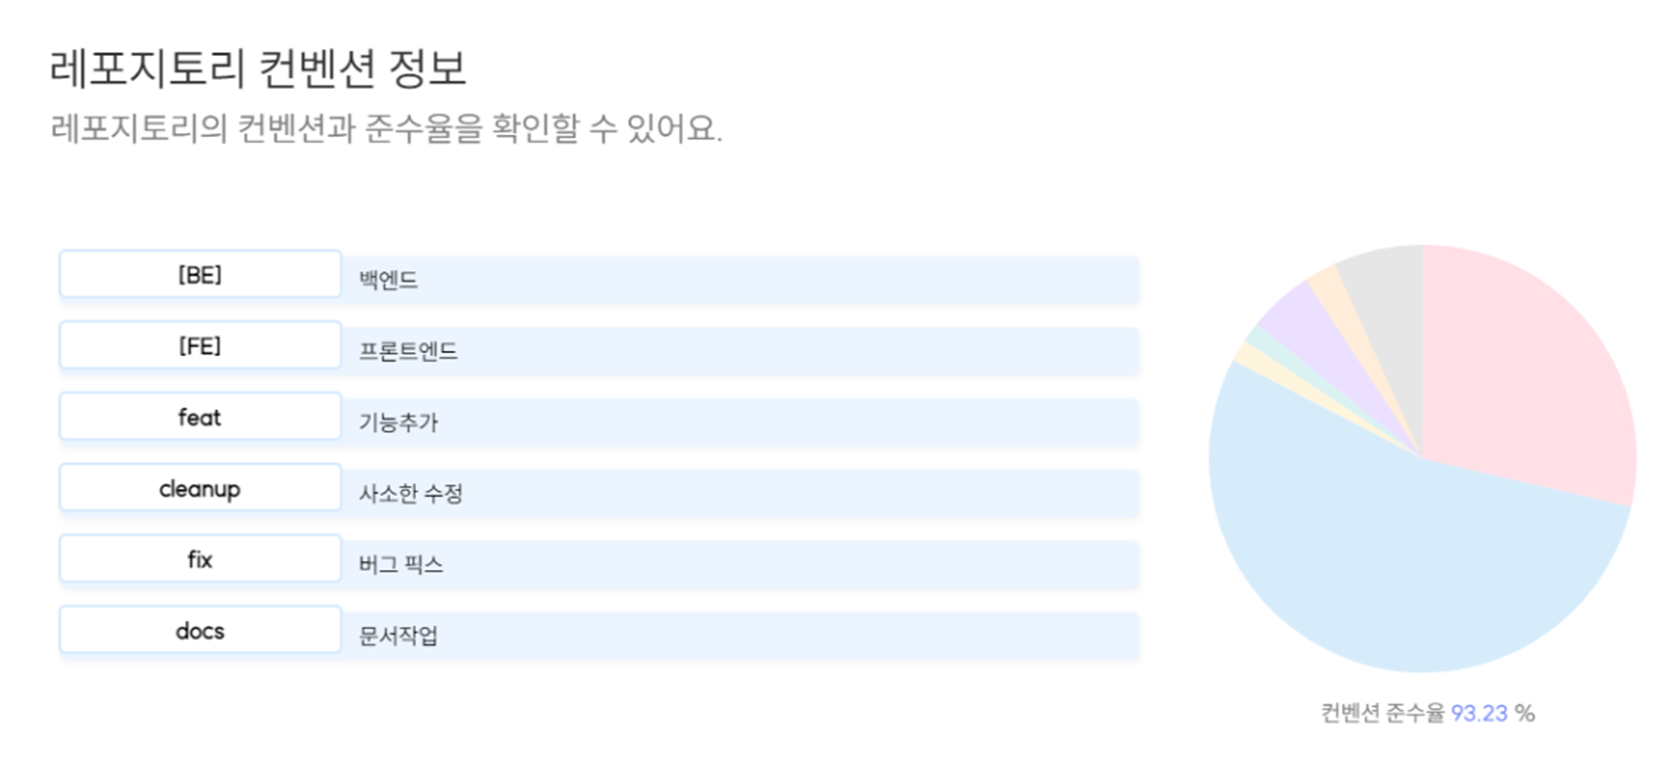 레포지토리 컨벤션 정보
레포지토리의 컨벤션과 준수율을 확인할 수 있어요.
[BE] 백엔드
[FE] 프론트엔드
feat 기능추가
cleanup 사소한 수정
fix 버그 픽스
docs 문서작업
컨벤션 준수율 93.23 %